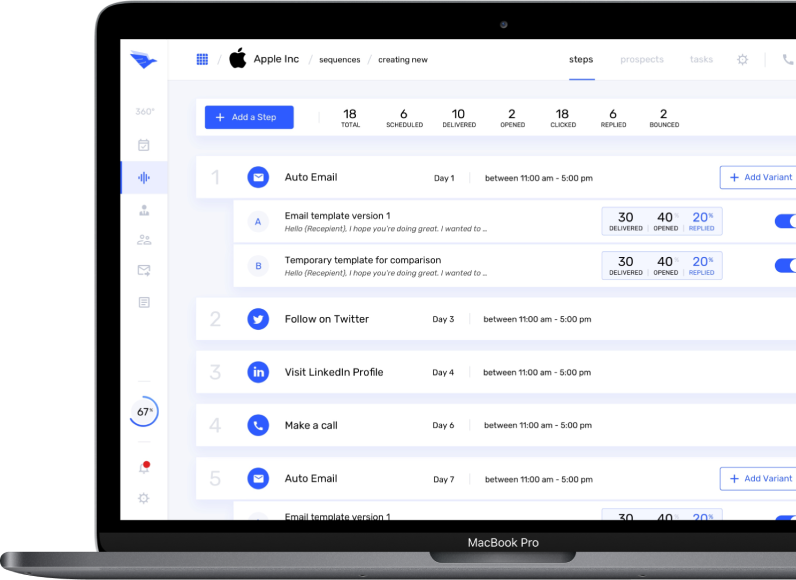 Apple Inc / sequences / creating new
steps prospects tasks
360°
+ Add a Step
18 TOTAL
6 SCHEDULED
10 DELIVERED
2 OPENED
18 CLICKED
6 REPLIED
2 BOUNCED
1 Auto Email Day 1 between 11:00 am - 5:00 pm + Add Variant
A Email template version 1
Hello {Recepient}, I hope you're doing great. I wanted to ...
30 DELIVERED 40% OPENED 20% REPLIED
B Temporary template for comparison
Hello {Recepient}, I hope you're doing great. I wanted to ...
30 DELIVERED 40% OPENED 20% REPLIED
2 Follow on Twitter Day 3 between 11:00 am - 5:00 pm
3 in Visit LinkedIn Profile Day 4 between 11:00 am - 5:00 pm
4 Make a call Day 6 between 11:00 am - 5:00 pm
67%
5 Auto Email Day 7 between 11:00 am - 5:00 pm + Add Variant
Email template version 1
30 40% 20%
MacBook Pro